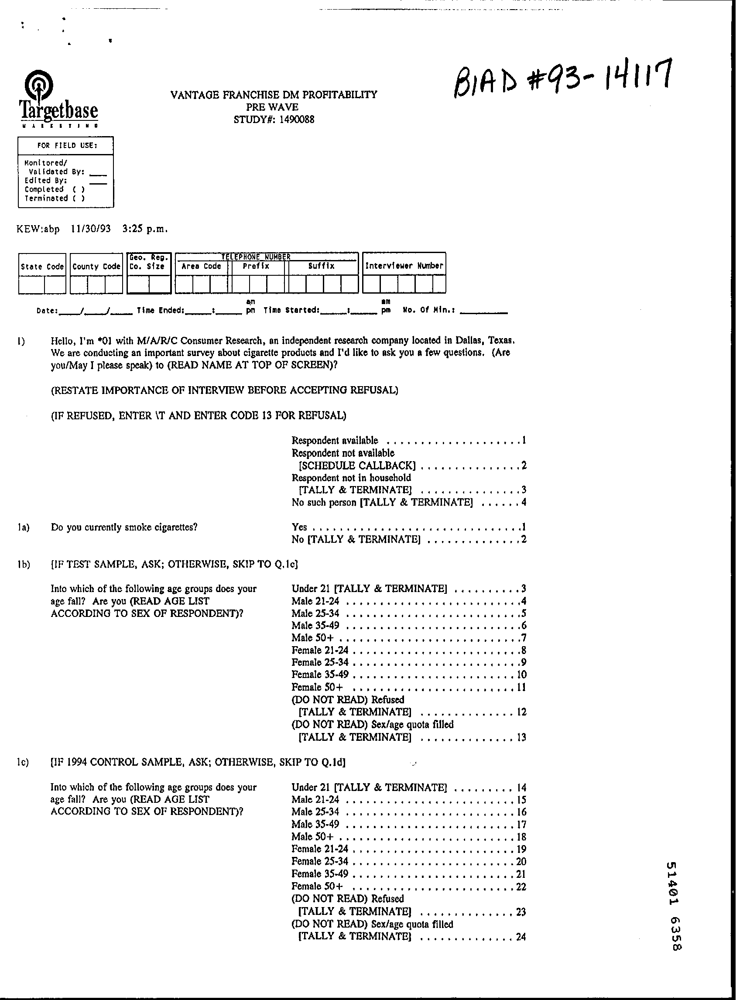 BIAD #93-14117
Targetbase
MARKETING
VANTAGE FRANCHISE DM PROFITABILITY
PRE WAVE
STUDY#: 1490088
FOR FIELD USE:
Monitored/
Validated By: ___
Edited By: ___
Completed ( )
Terminated ( )
KEW:abp 11/30/93 3:25 p.m.
State Code County Code Geo. Reg. Co. Size TELEPHONE NUMBER Area Code Prefix Suffix Interviewer Number
Date:___/___/___ Time Ended:____:____ am pm Time Started:____:____ am pm No. Of Min.: ________
1) Hello, I'm *01 with M/A/R/C Consumer Research, an independent research company located in Dallas, Texas.
We are conducting an important survey about cigarette products and I'd like to ask you a few questions. (Are
you/May I please speak) to (READ NAME AT TOP OF SCREEN)?
(RESTATE IMPORTANCE OF INTERVIEW BEFORE ACCEPTING REFUSAL)
(IF REFUSED, ENTER \T AND ENTER CODE 13 FOR REFUSAL)
Respondent available . . . . . . . . . . . . . . . . . . . . 1
Respondent not available
[SCHEDULE CALLBACK] . . . . . . . . . . . . . . . 2
Respondent not in household
[TALLY & TERMINATE] . . . . . . . . . . . . . . . 3
No such person [TALLY & TERMINATE] . . . . . . 4
1a) Do you currently smoke cigarettes?
Yes . . . . . . . . . . . . . . . . . . . . . . . . . . . . . . . 1
No [TALLY & TERMINATE] . . . . . . . . . . . . . . 2
1b) [IF TEST SAMPLE, ASK; OTHERWISE, SKIP TO Q.1c]
Into which of the following age groups does your
age fall? Are you (READ AGE LIST
ACCORDING TO SEX OF RESPONDENT)?
Under 21 [TALLY & TERMINATE] . . . . . . . . . . 3
Male 21-24 . . . . . . . . . . . . . . . . . . . . . . . . . . 4
Male 25-34 . . . . . . . . . . . . . . . . . . . . . . . . . . 5
Male 35-49 . . . . . . . . . . . . . . . . . . . . . . . . . . 6
Male 50+ . . . . . . . . . . . . . . . . . . . . . . . . . . . 7
Female 21-24 . . . . . . . . . . . . . . . . . . . . . . . . . 8
Female 25-34 . . . . . . . . . . . . . . . . . . . . . . . . . 9
Female 35-49 . . . . . . . . . . . . . . . . . . . . . . . . 10
Female 50+ . . . . . . . . . . . . . . . . . . . . . . . . 11
(DO NOT READ) Refused
[TALLY & TERMINATE] . . . . . . . . . . . . . . 12
(DO NOT READ) Sex/age quota filled
[TALLY & TERMINATE] . . . . . . . . . . . . . . 13
1c) [IF 1994 CONTROL SAMPLE, ASK; OTHERWISE, SKIP TO Q.1d]
Into which of the following age groups does your
age fall? Are you (READ AGE LIST
ACCORDING TO SEX OF RESPONDENT)?
Under 21 [TALLY & TERMINATE] . . . . . . . . . 14
Male 21-24 . . . . . . . . . . . . . . . . . . . . . . . . . 15
Male 25-34 . . . . . . . . . . . . . . . . . . . . . . . . . 16
Male 35-49 . . . . . . . . . . . . . . . . . . . . . . . . . 17
Male 50+ . . . . . . . . . . . . . . . . . . . . . . . . . . 18
Female 21-24 . . . . . . . . . . . . . . . . . . . . . . . . 19
Female 25-34 . . . . . . . . . . . . . . . . . . . . . . . . 20
Female 35-49 . . . . . . . . . . . . . . . . . . . . . . . . 21
Female 50+ . . . . . . . . . . . . . . . . . . . . . . . . 22
(DO NOT READ) Refused
[TALLY & TERMINATE] . . . . . . . . . . . . . . 23
(DO NOT READ) Sex/age quota filled
[TALLY & TERMINATE] . . . . . . . . . . . . . . 24
51401 6358